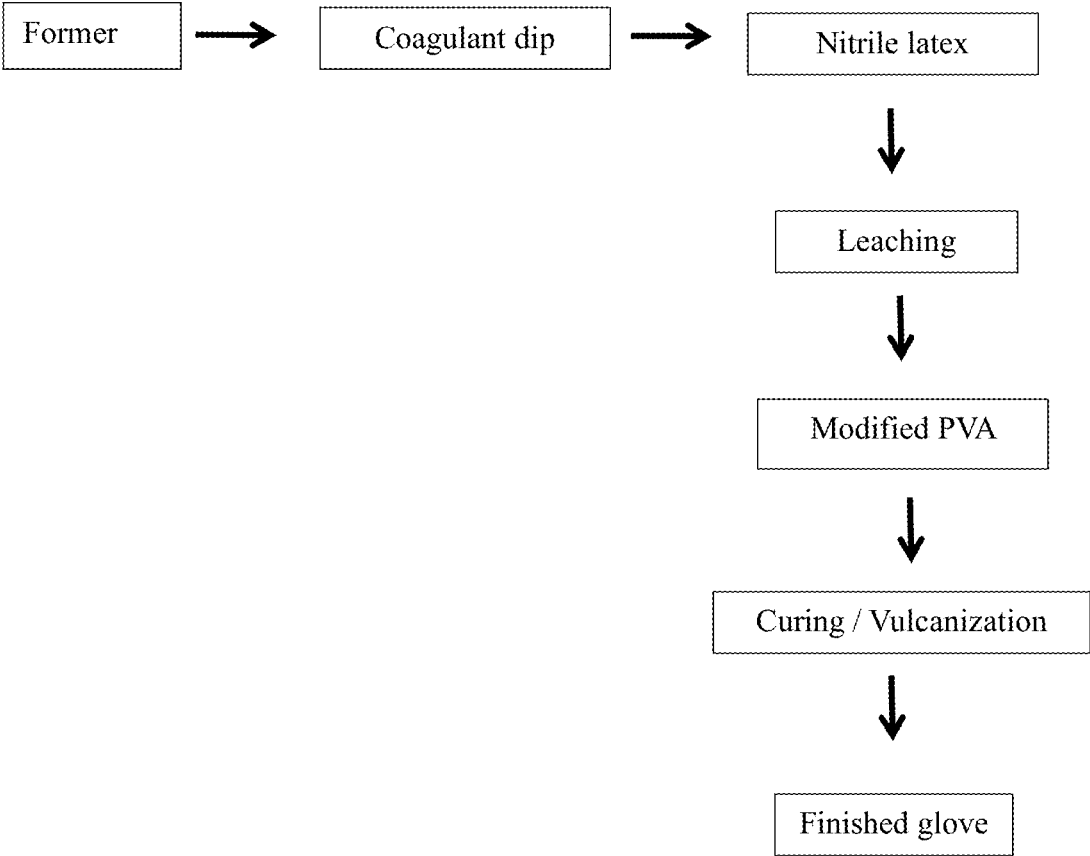 Former
Coagulant dip
Nitrile latex
Leaching
Modified PVA
Curing / Vulcanization
Finished glove